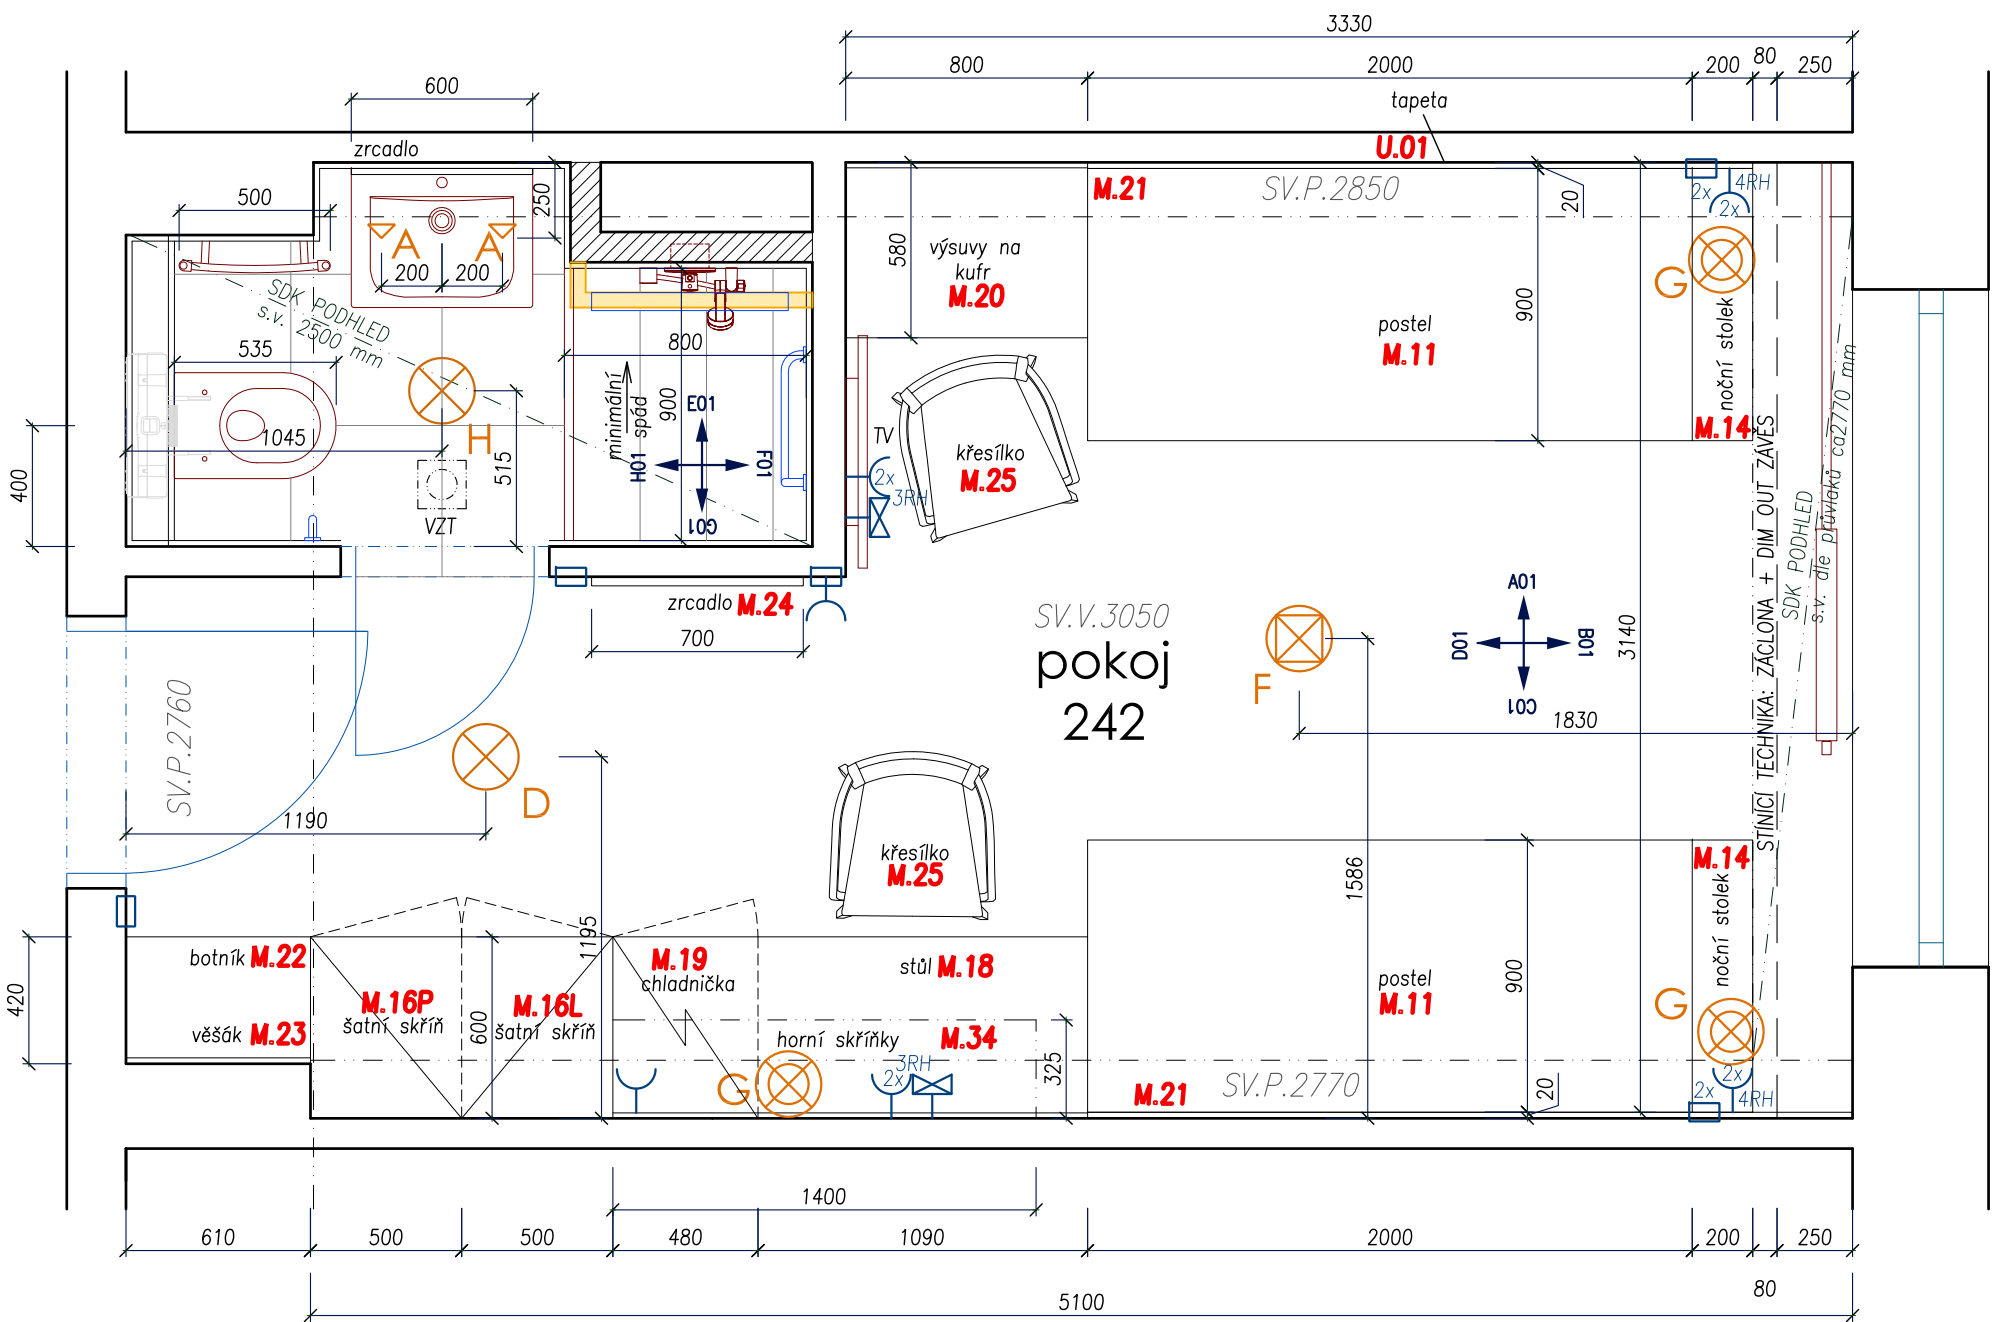 3330
800
2000
200
80
250
600
tapeta
zrcadlo
U.01
M.21
SV.P.2850
20
2x
4RH
2x
500
250
580
výsuvy na
kufr
M.20
A
A
200
200
G
SDK PODHLED
s.v. 2500 mm
900
postel
M.11
noční stolek
535
800
minimální
spád
900
E01
H01
F01
G01
1045
H
515
400
VZT
TV
2x
3RH
křesílko
M.25
M.14
STÍNÍCÍ TECHNIKA: ZÁCLONA + DIM OUT ZÁVĚS
SDK PODHLED
s.v. dle průvlaků ca2770 mm
zrcadlo M.24
700
SV.V.3050
pokoj
242
F
A01
D01
B01
C01
3140
1830
SV.P.2760
D
1190
1195
křesílko
M.25
1586
M.14
noční stolek
900
postel
M.11
G
420
botník M.22
věšák M.23
M.16P
šatní skříň
600
M.16L
šatní skříň
M.19
chladnička
stůl M.18
horní skříňky
M.34
325
G
2x
3RH
M.21
SV.P.2770
20
2x
2x
4RH
1400
610
500
500
480
1090
2000
200
250
80
5100